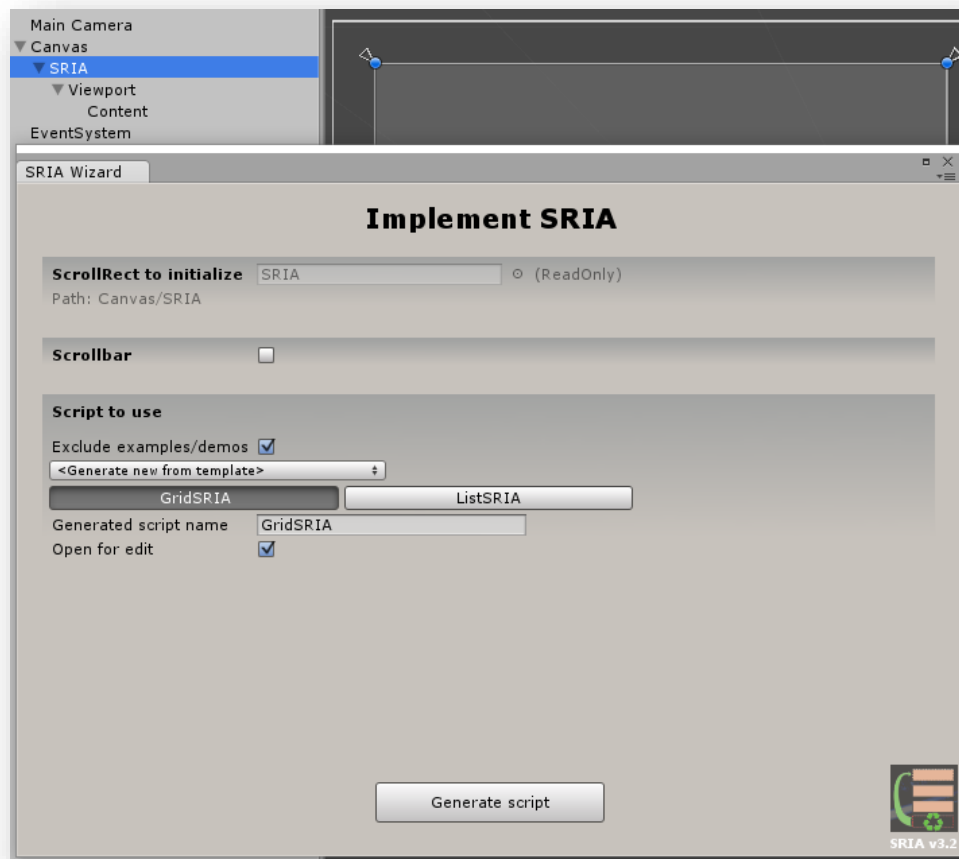 Main Camera
Canvas
SRIA
Viewport
Content
EventSystem
SRIA Wizard
Implement SRIA
ScrollRect to initialize SRIA (ReadOnly)
Path: Canvas/SRIA
Scrollbar
Script to use
Exclude examples/demos
<Generate new from template>
GridSRIA ListSRIA
Generated script name GridSRIA
Open for edit
Generate script
SRIA v3.2